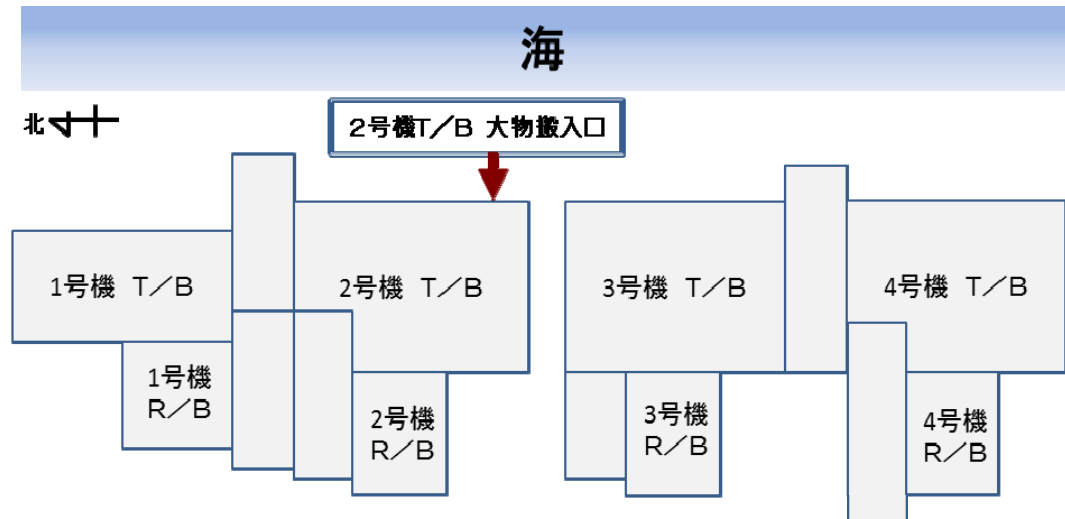 海
北
２号機T／B 大物搬入口
1号機 Ｔ／Ｂ
2号機 Ｔ／Ｂ
3号機 Ｔ／Ｂ
4号機 Ｔ／Ｂ
1号機
Ｒ／Ｂ
2号機
Ｒ／Ｂ
3号機
Ｒ／Ｂ
4号機
Ｒ／Ｂ